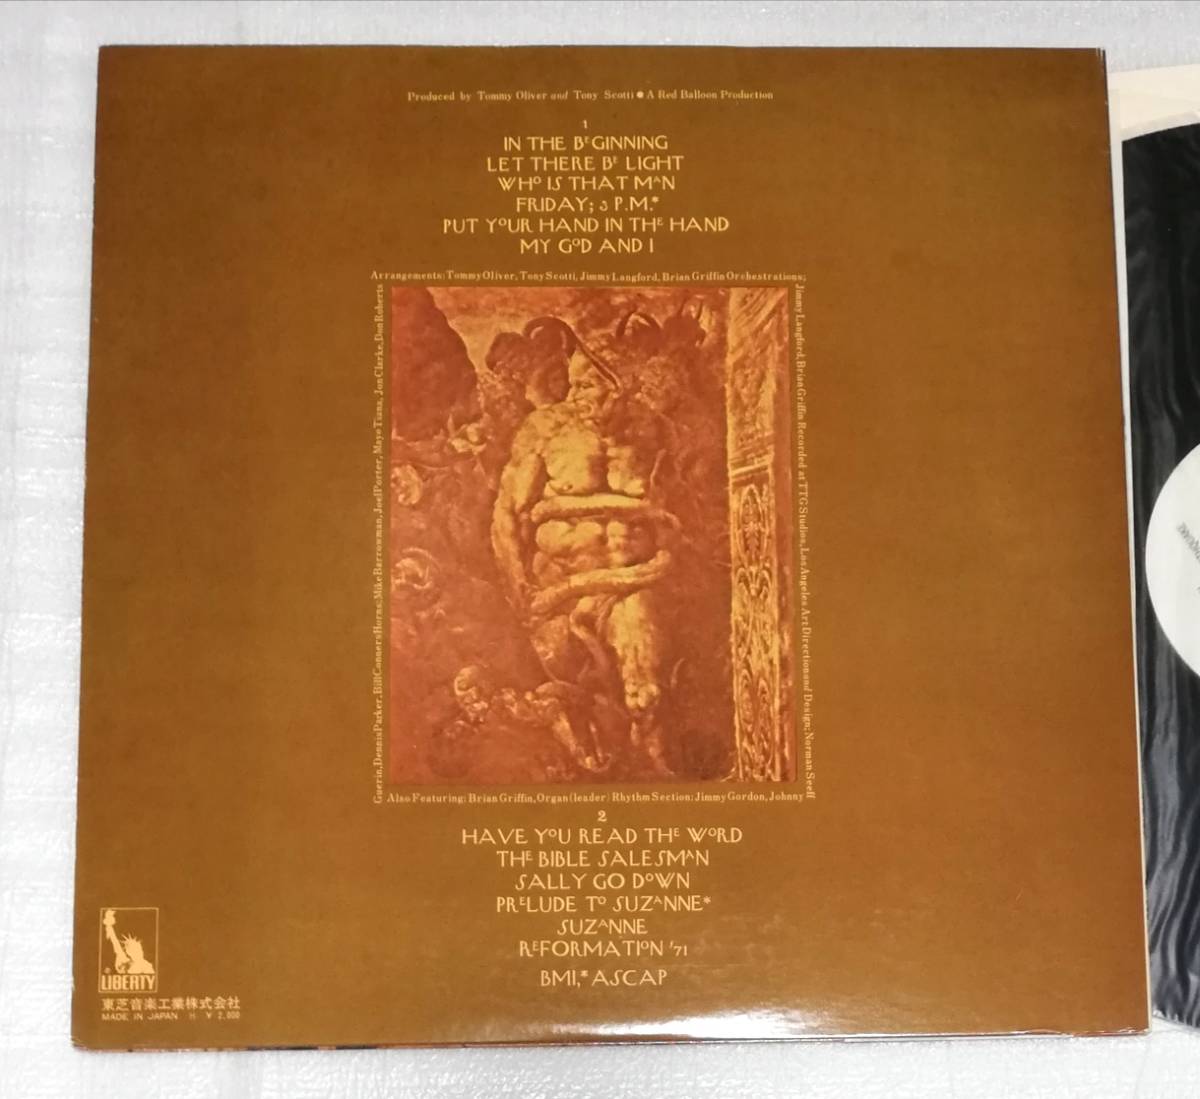 Produced by Tommy Oliver and Tony Scotti ● A Red Balloon Production
1
IN THE BEGINNING
LET THERE BE LIGHT
WHO IS THAT MAN
FRIDAY; 3 P.M.*
PUT YOUR HAND IN THE HAND
MY GOD AND I
Arrangements: Tommy Oliver, Tony Scotti, Jimmy Langford, Brian Griffin Orchestrations;
Jimmy Langford, Brian Griffin Recorded at TTG Studios, Los Angeles Art Direction and Design; Norman Seeff
Also Featuring: Brian Griffin, Organ (leader) Rhythm Section: Jimmy Gordon, Johnny
Guerin, Dennis Parker, Bill Conners Horns; Mike Barrowman, Joel Porter, Mayo Tiana, Jon Clarke, Don Roberts
2
HAVE YOU READ THE WORD
THE BIBLE SALESMAN
SALLY GO DOWN
PRELUDE TO SUZANNE*
SUZANNE
REFORMATION '71
BMI,* ASCAP
® LIBERTY
東芝音楽工業株式会社
MADE IN JAPAN H ¥ 2,000